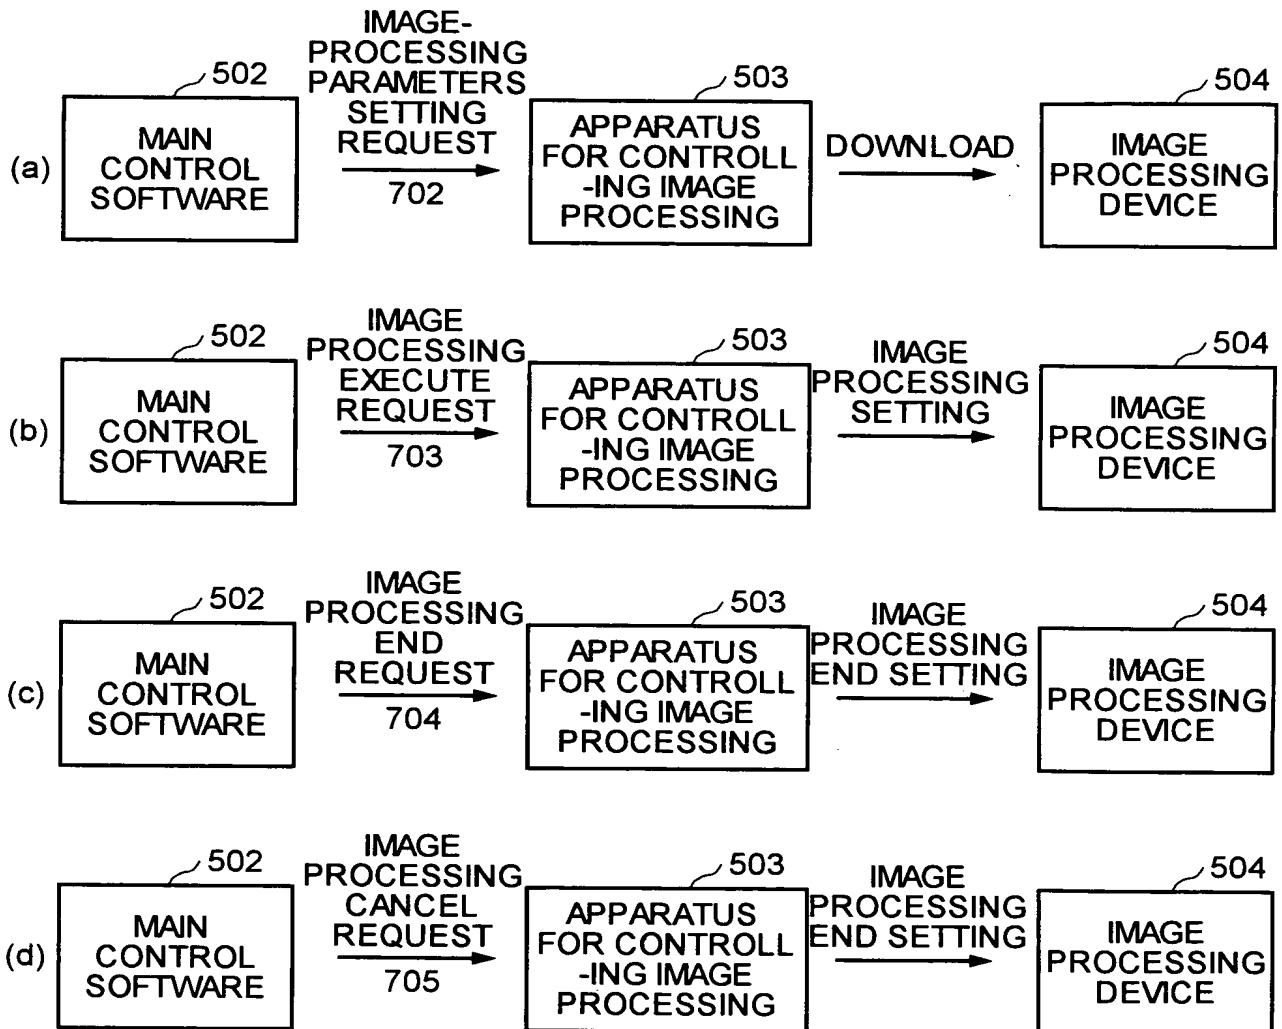 IMAGE-
PROCESSING
PARAMETERS
SETTING
REQUEST
702
502
503
504
(a)
MAIN
CONTROL
SOFTWARE
APPARATUS
FOR CONTROLL
-ING IMAGE
PROCESSING
DOWNLOAD
IMAGE
PROCESSING
DEVICE
502
IMAGE
PROCESSING
EXECUTE
REQUEST
703
503
IMAGE
PROCESSING
SETTING
504
(b)
MAIN
CONTROL
SOFTWARE
APPARATUS
FOR CONTROLL
-ING IMAGE
PROCESSING
IMAGE
PROCESSING
DEVICE
502
IMAGE
PROCESSING
END
REQUEST
704
503
IMAGE
PROCESSING
END SETTING
504
(c)
MAIN
CONTROL
SOFTWARE
APPARATUS
FOR CONTROLL
-ING IMAGE
PROCESSING
IMAGE
PROCESSING
DEVICE
502
IMAGE
PROCESSING
CANCEL
REQUEST
705
503
IMAGE
PROCESSING
END SETTING
504
(d)
MAIN
CONTROL
SOFTWARE
APPARATUS
FOR CONTROLL
-ING IMAGE
PROCESSING
IMAGE
PROCESSING
DEVICE